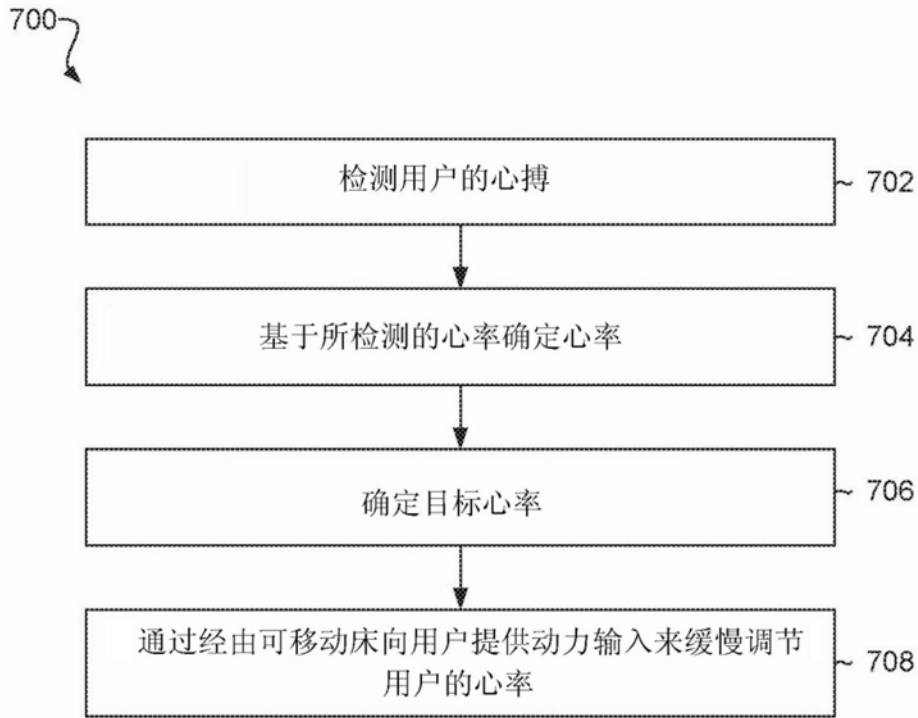 700
检测用户的心搏
702
基于所检测的心率确定心率
704
确定目标心率
706
通过经由可移动床向用户提供动力输入来缓慢调节
用户的心率
708